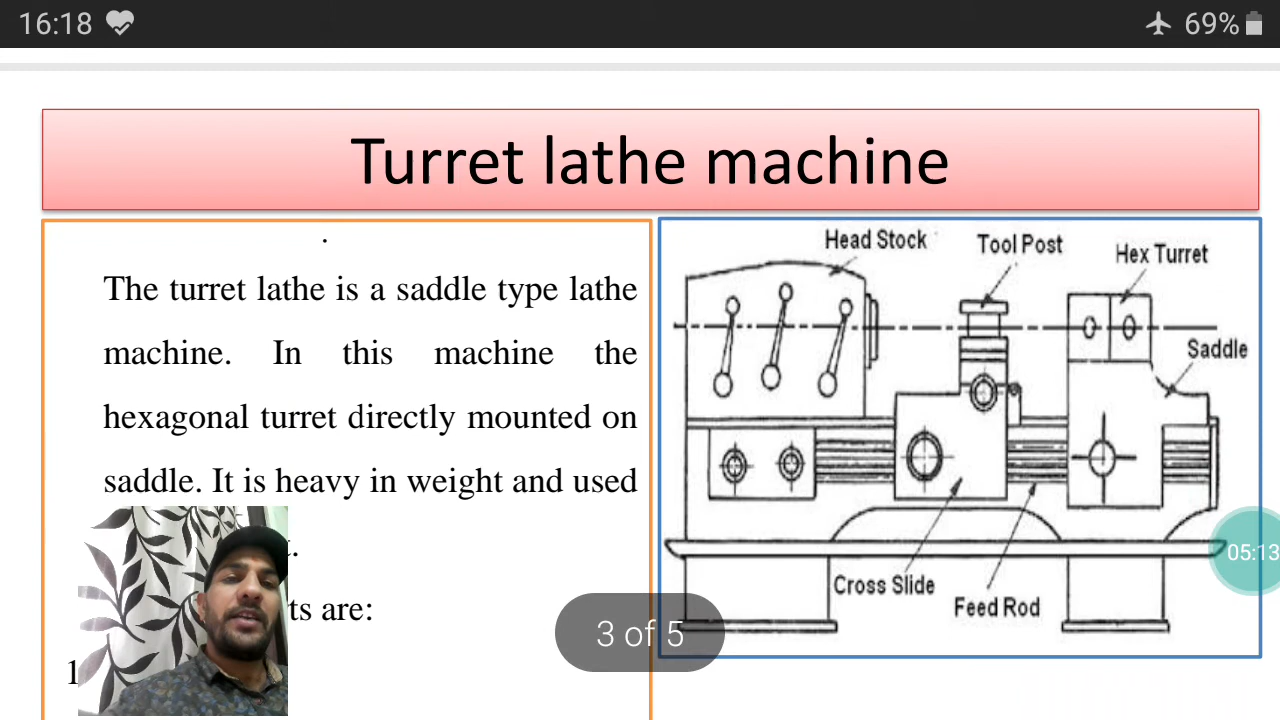 16:18
69%
Turret lathe machine
.
The turret lathe is a saddle type lathe
machine. In this machine the
hexagonal turret directly mounted on
saddle. It is heavy in weight and used
are:
1
Head Stock
Tool Post
Hex Turret
Saddle
Cross Slide
Feed Rod
3 of 5
05:13